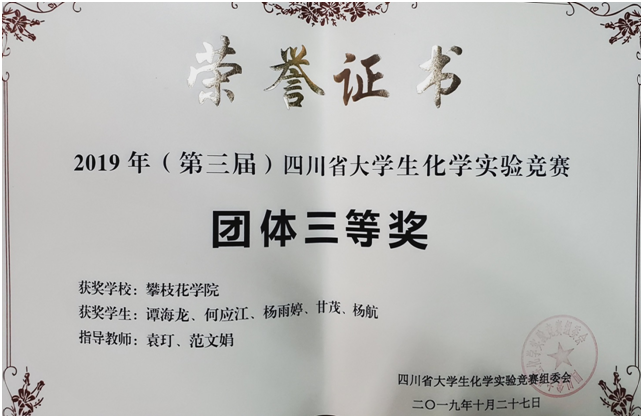 荣誉证书
2019年(第三届)四川省大学生化学实验竞赛
团体三等奖
获奖学校:攀枝花学院
获奖学生:谭海龙、何应江、杨雨婷、甘茂、杨航
指导教师:袁玎、范文娟
四川省大学生化学实验竞赛组委会
二〇一九年十月二十七日